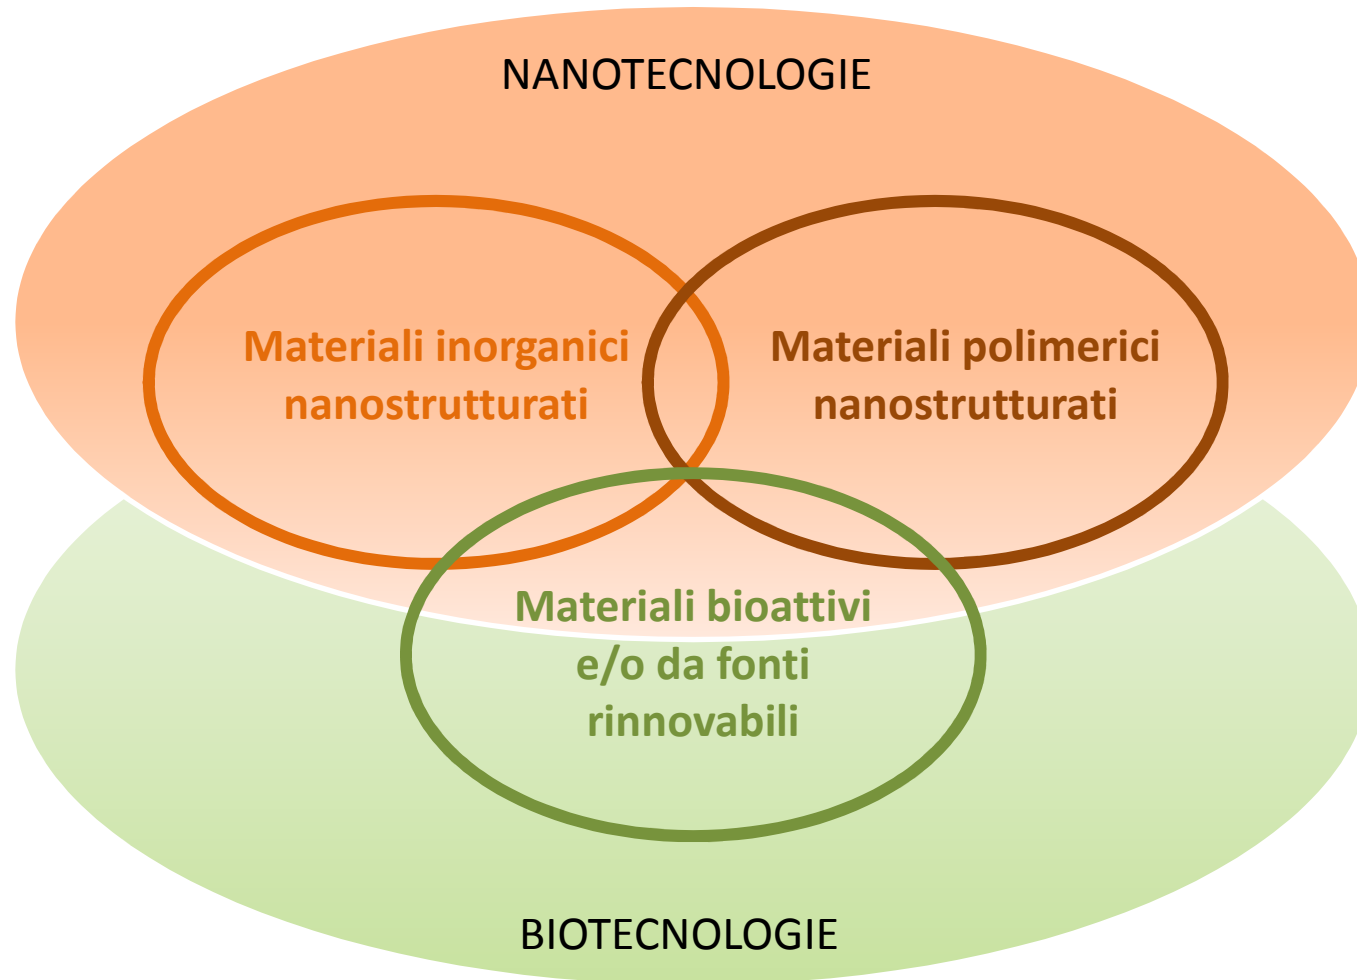 NANOTECNOLOGIE
Materiali inorganici
nanostrutturati
Materiali polimerici
nanostrutturati
Materiali bioattivi
e/o da fonti
rinnovabili
BIOTECNOLOGIE